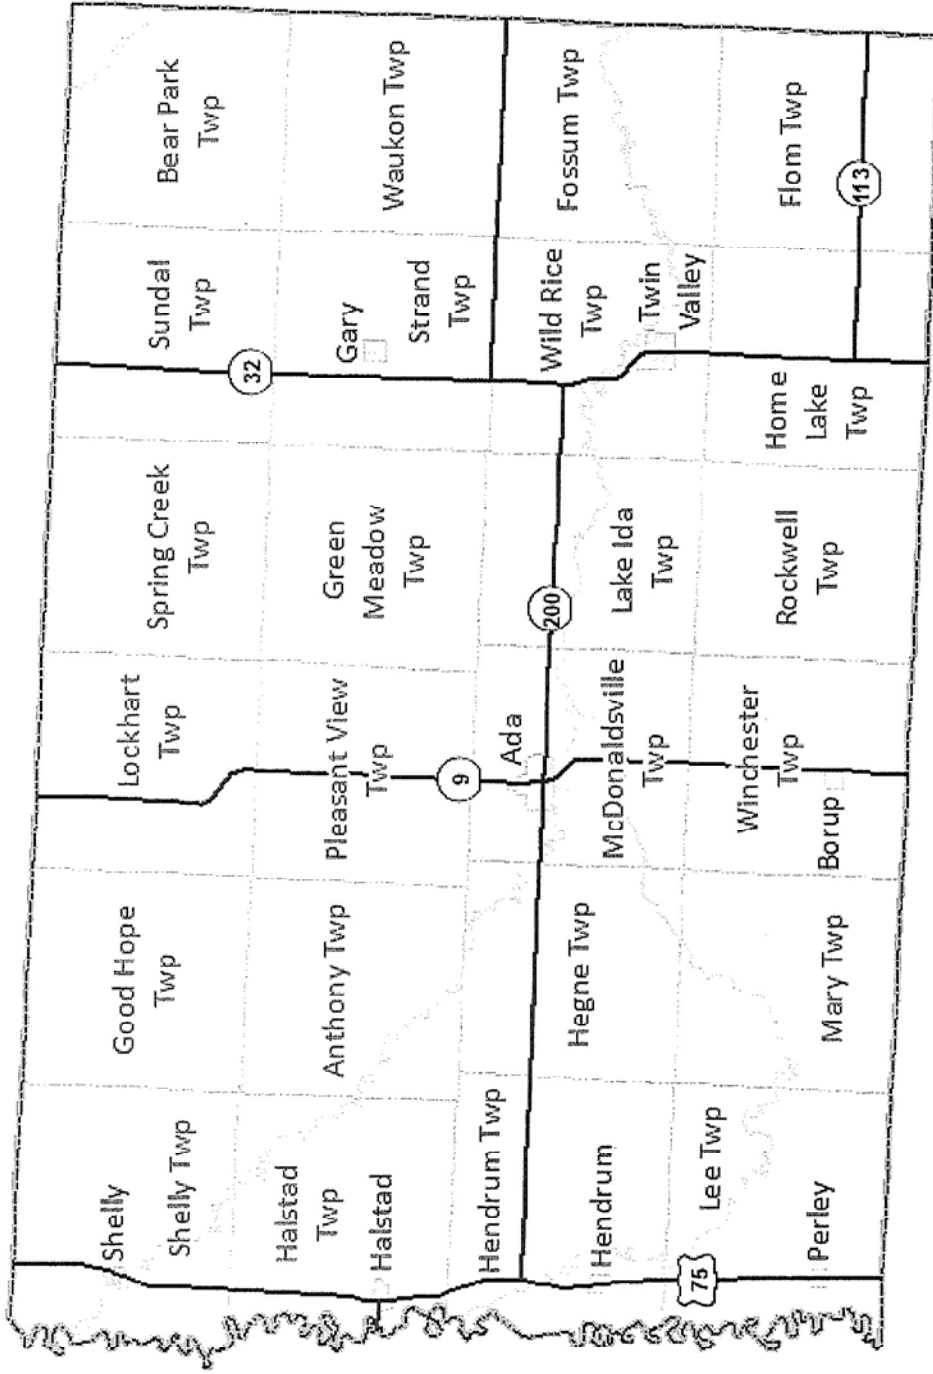 Shelly
Shelly Twp
Good Hope
Twp
Lockhart
Twp
Spring Creek
Twp
Sundal
Twp
Bear Park
Twp
32
Halstad
Twp
Halstad
Anthony Twp
Pleasant View
Twp
Green
Meadow
Twp
Gary
Strand
Twp
Waukon Twp
9
Hendrum Twp
Hendrum
Hegne Twp
Ada
McDonaldsville
Twp
200
Lake Ida
Twp
Wild Rice
Twp
Twin
Valley
Fossum Twp
75
Lee Twp
Perley
Mary Twp
Winchester
Twp
Borup
Rockwell
Twp
Home
Lake
Twp
Flom Twp
113